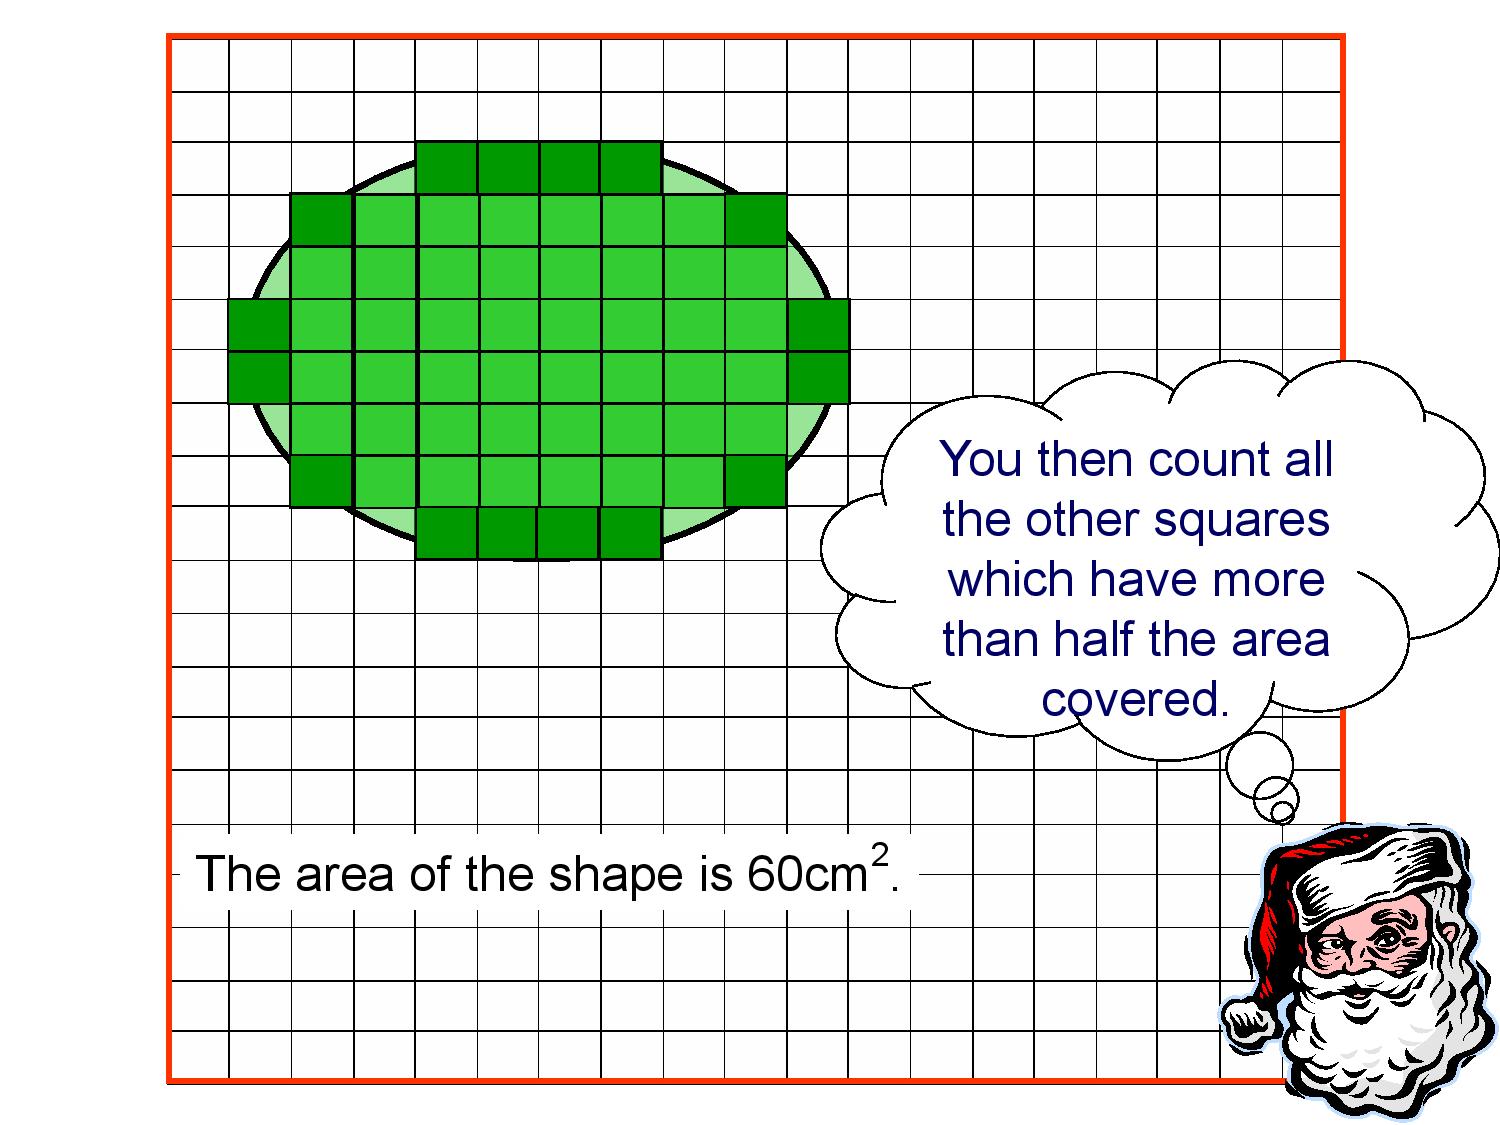 You then count all
the other squares
which have more
than half the area
covered.
The area of the shape is 60cm².